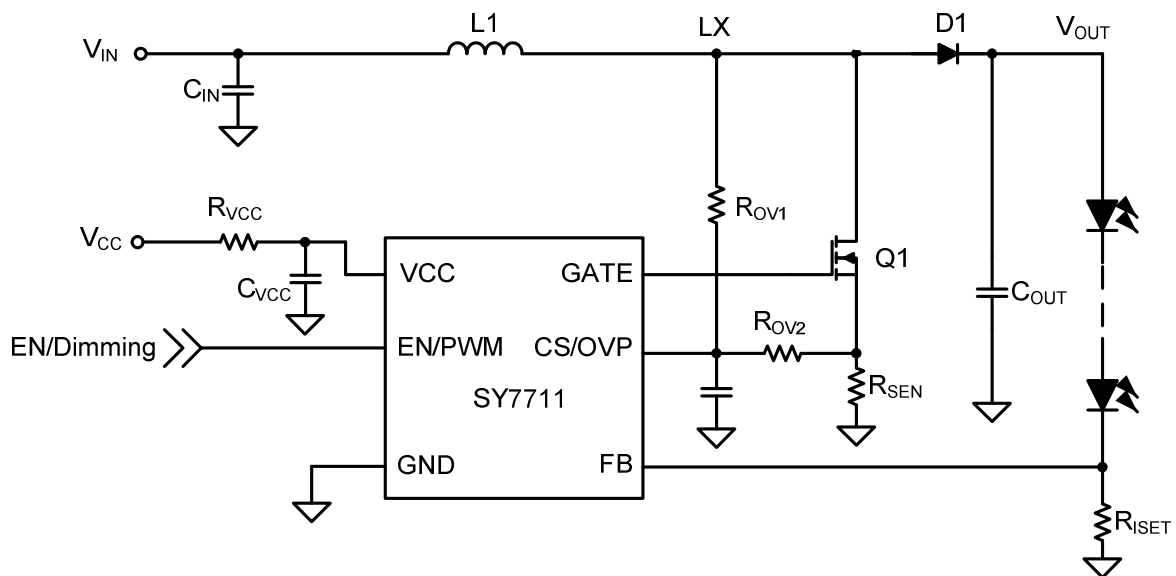 L1
LX
D1
VOUT
VIN
CIN
RVCC
ROV1
VCC
Q1
VCC
GATE
CVCC
COUT
ROV2
EN/Dimming
EN/PWM
CS/OVP
RSEN
SY7711
GND
FB
RISET